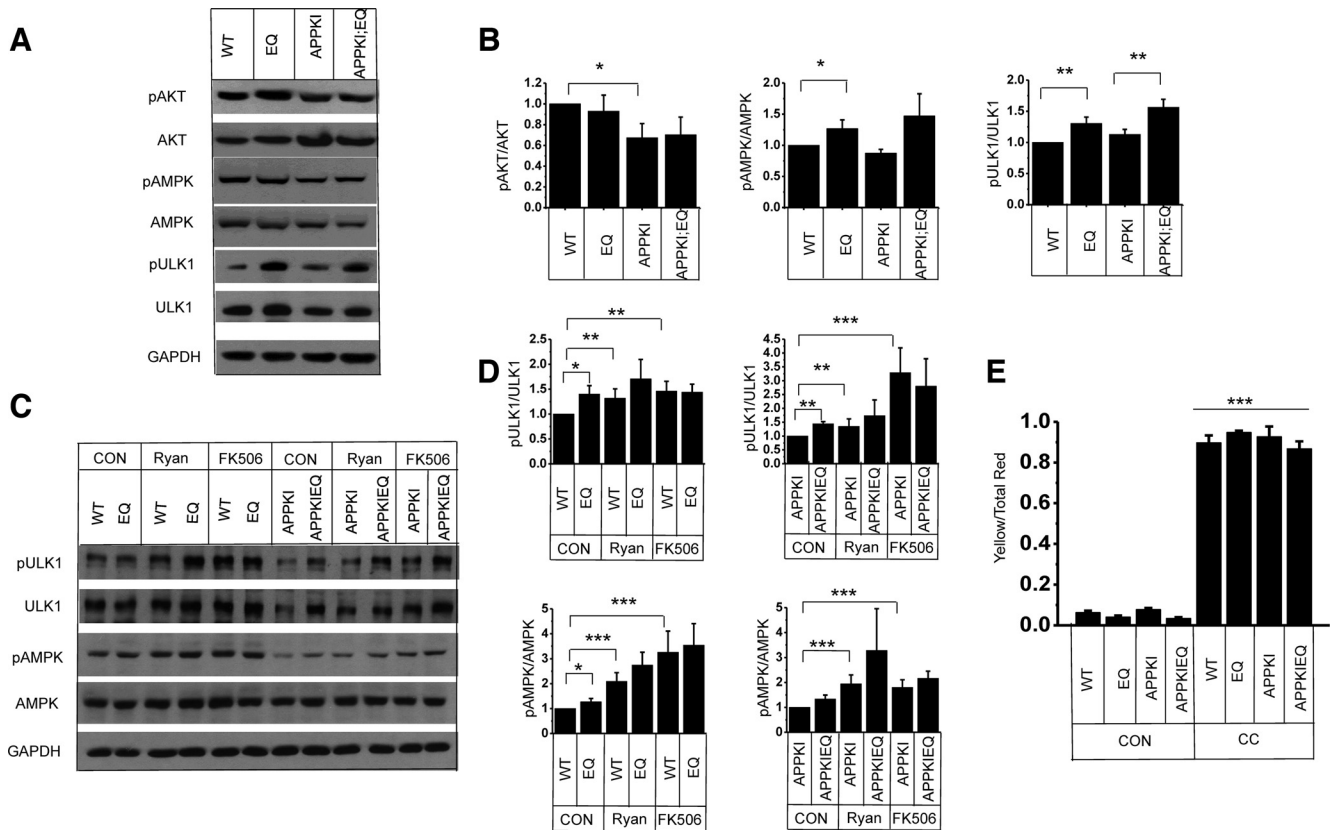 A
WT EQ APPKI APPKI;EQ
pAKT
AKT
pAMPK
AMPK
pULK1
ULK1
GAPDH
B
*
pAKT/AKT
1.2
1.0
0.8
0.6
0.4
0.2
0.0
WT EQ APPKI APPKI;EQ
*
pAMPK/AMPK
2.0
1.5
1.0
0.5
0.0
WT EQ APPKI APPKI;EQ
** **
pULK1/ULK1
2.0
1.5
1.0
0.5
0.0
WT EQ APPKI APPKI;EQ
C
CON Ryan FK506 CON Ryan FK506
WT EQ WT EQ WT EQ APPKI APPKIEQ APPKI APPKIEQ APPKI APPKIEQ
pULK1
ULK1
pAMPK
AMPK
GAPDH
D
**
**
*
pULK1/ULK1
2.5
2.0
1.5
1.0
0.5
0.0
WT EQ WT EQ WT EQ
CON Ryan FK506
***
**
**
pULK1/ULK1
4.5
4.0
3.5
3.0
2.5
2.0
1.5
1.0
0.5
0.0
APPKI APPKIEQ APPKI APPKIEQ APPKI APPKIEQ
CON Ryan FK506
***
***
*
pAMPK/AMPK
5
4
3
2
1
0
WT EQ WT EQ WT EQ
CON Ryan FK506
***
***
pAMPK/AMPK
5
4
3
2
1
0
APPKI APPKIEQ APPKI APPKIEQ APPKI APPKIEQ
CON Ryan FK506
E
***
Yellow/Total Red
1.0
0.8
0.6
0.4
0.2
0.0
WT EQ APPKI APPKIEQ WT EQ APPKI APPKIEQ
CON CC